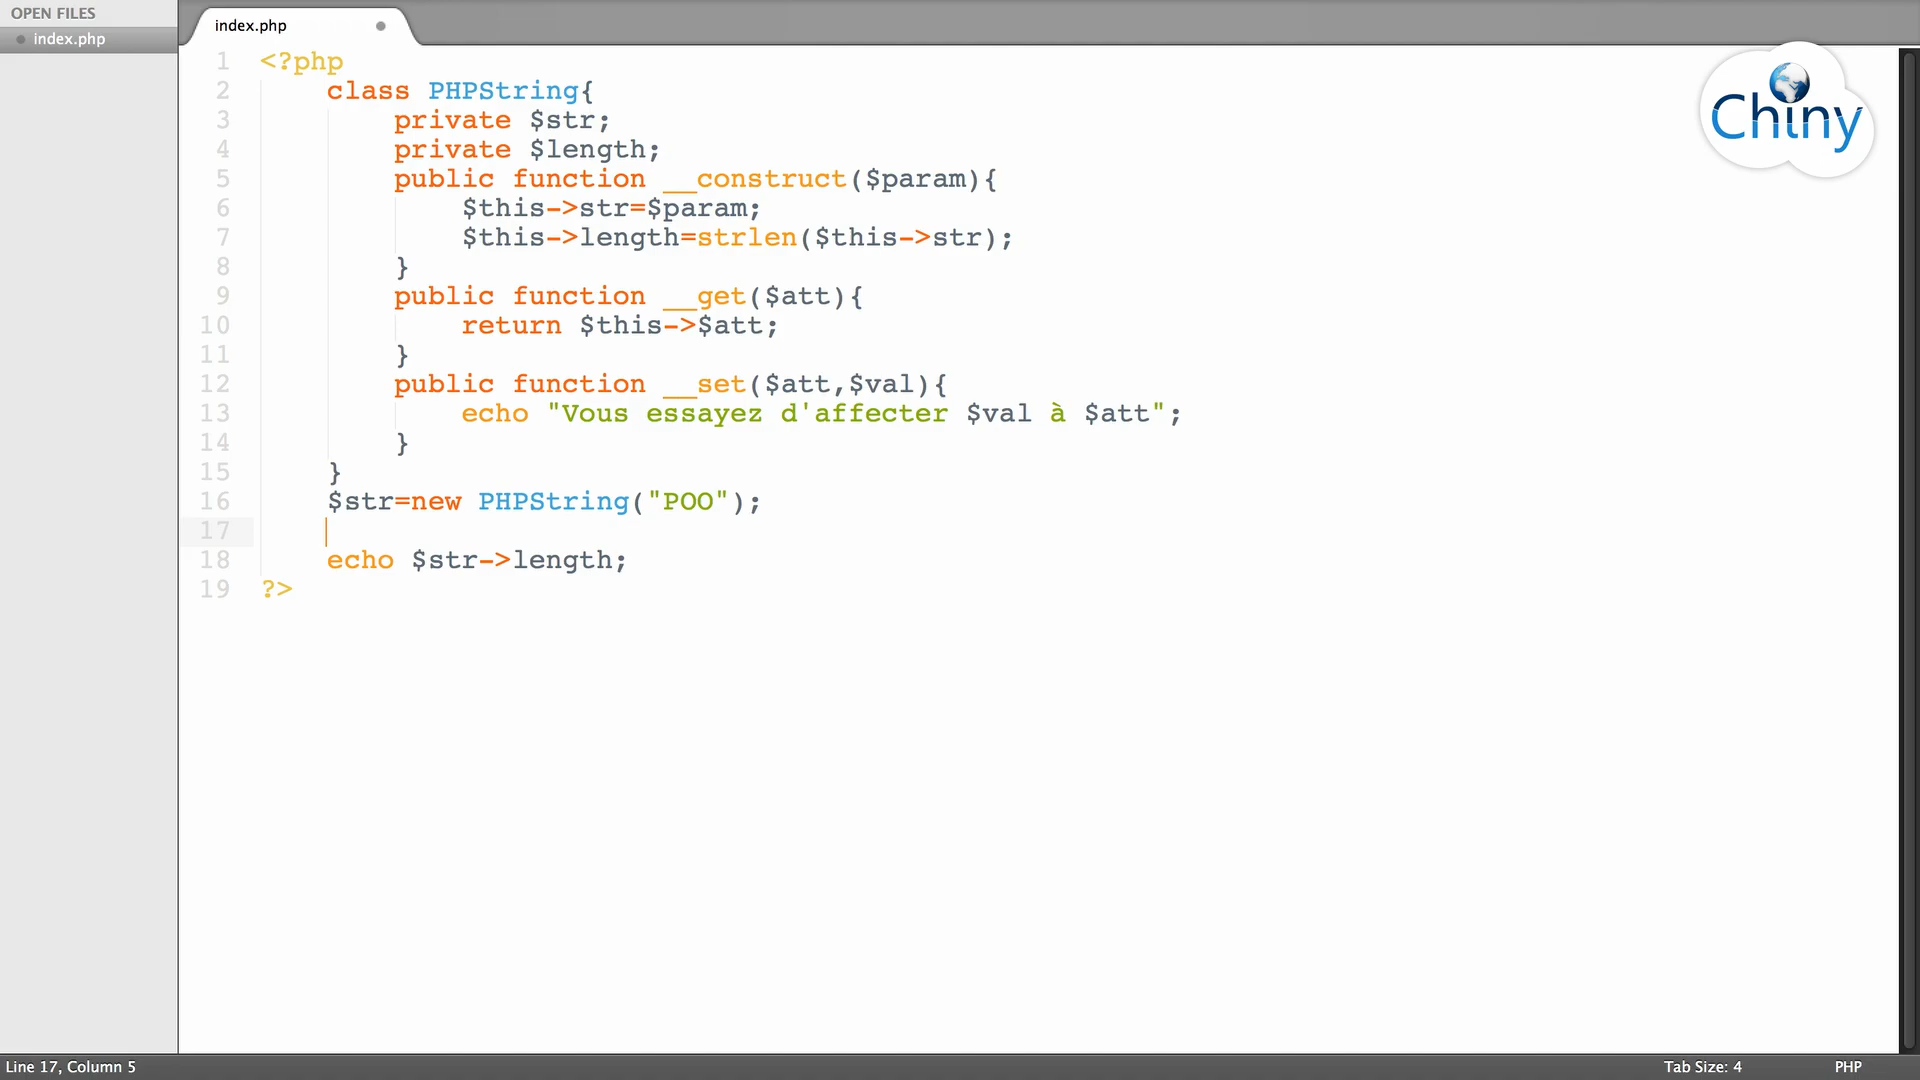 OPEN FILES
index.php
index.php
1 <?php
2 class PHPString{
3 private $str;
4 private $length;
5 public function __construct($param){
6 $this->str=$param;
7 $this->length=strlen($this->str);
8 }
9 public function __get($att){
10 return $this->$att;
11 }
12 public function __set($att,$val){
13 echo "Vous essayez d'affecter $val à $att";
14 }
15 }
16 $str=new PHPString("POO");
17
18 echo $str->length;
19 ?>
Chiny
Line 17, Column 5
Tab Size: 4
PHP